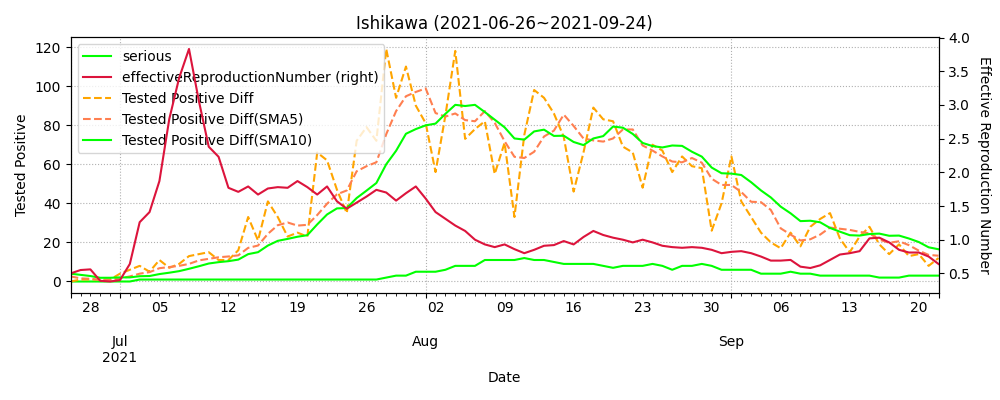 Ishikawa (2021-06-26~2021-09-24)
serious
effectiveReproductionNumber (right)
Tested Positive Diff
Tested Positive Diff(SMA5)
Tested Positive Diff(SMA10)
Tested Positive
120
100
80
60
40
20
0
4.0
3.5
3.0
2.5
2.0
1.5
1.0
0.5
Effective Reproduction Number
28 05 12 19 26 02 09 16 23 30 06 13 20
Jul Aug Sep
2021
Date